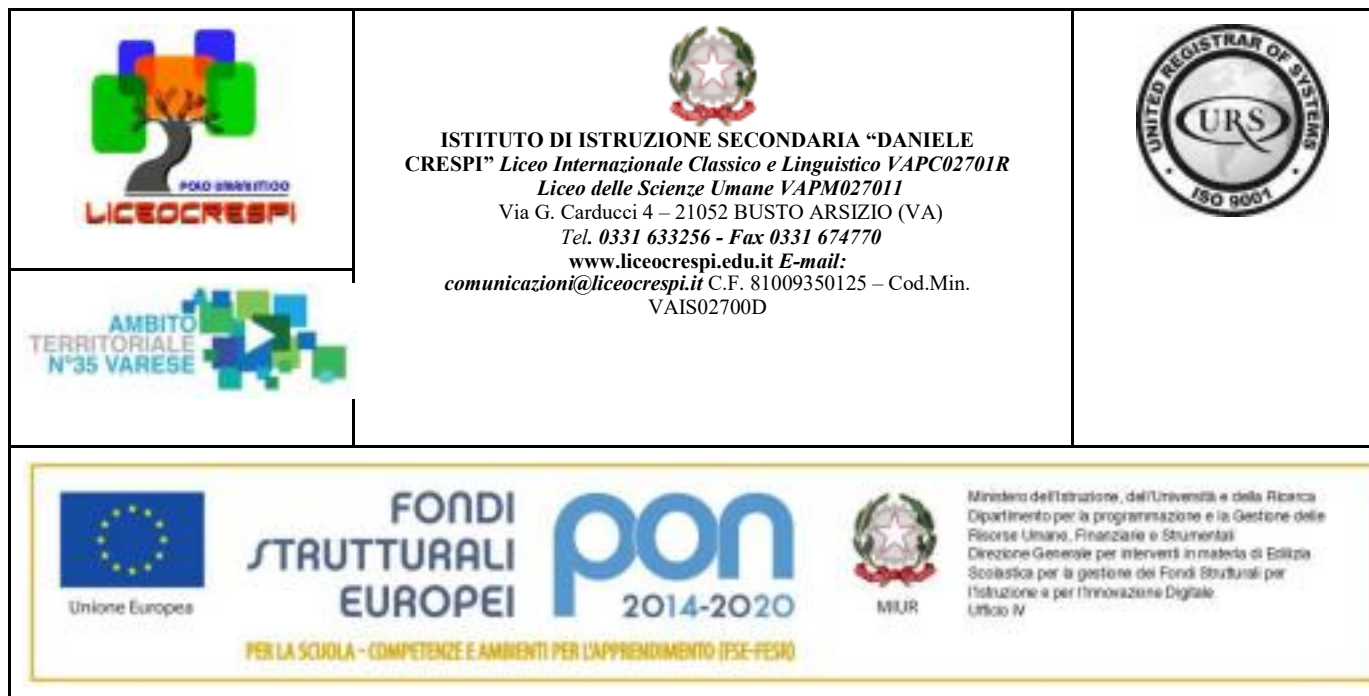 POLO UMANISTICO
LICEOCRESPI
AMBITO
TERRITORIALE
N°35 VARESE
ISTITUTO DI ISTRUZIONE SECONDARIA “DANIELE
CRESPI” Liceo Internazionale Classico e Linguistico VAPC02701R
Liceo delle Scienze Umane VAPM027011
Via G. Carducci 4 – 21052 BUSTO ARSIZIO (VA)
Tel. 0331 633256 - Fax 0331 674770
www.liceocrespi.edu.it E-mail:
comunicazioni@liceocrespi.it C.F. 81009350125 – Cod.Min.
VAIS02700D
UNITED REGISTRAR OF SYSTEMS
URS
ISO 9001
Unione Europea
FONDI
STRUTTURALI
EUROPEI
pon
2014-2020
PER LA SCUOLA - COMPETENZE E AMBIENTI PER L'APPRENDIMENTO (FSE-FESR)
MIUR
Ministero dell'Istruzione, dell'Università e della Ricerca
Dipartimento per la programmazione e la Gestione delle
Risorse Umane, Finanziarie e Strumentali
Direzione Generale per interventi in materia di Edilizia
Scolastica per la gestione dei Fondi Strutturali per
l'Istruzione e per l'Innovazione Digitale
Ufficio IV